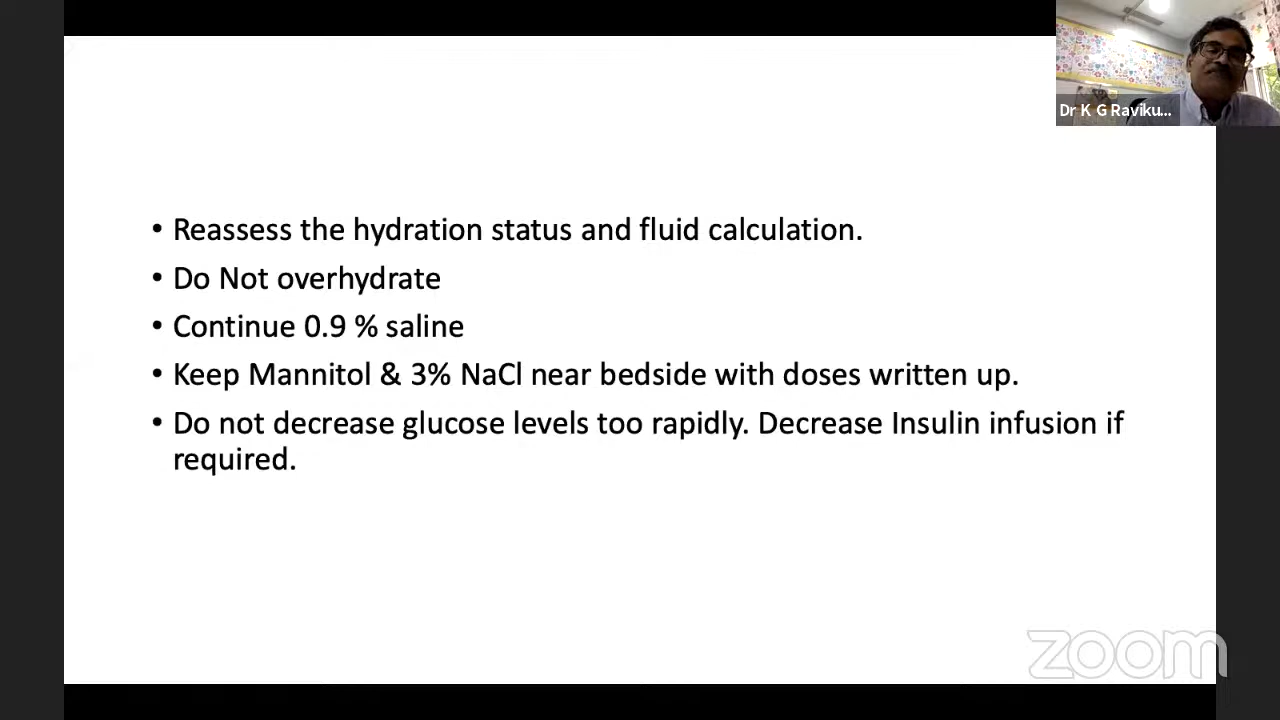 Dr K G Raviku...
• Reassess the hydration status and fluid calculation.
• Do Not overhydrate
• Continue 0.9 % saline
• Keep Mannitol & 3% NaCl near bedside with doses written up.
• Do not decrease glucose levels too rapidly. Decrease Insulin infusion if
required.
zoom